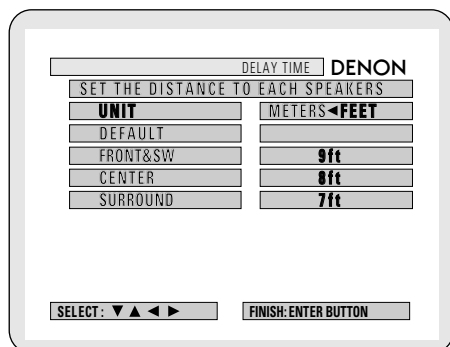 DELAY TIME DENON
SET THE DISTANCE TO EACH SPEAKERS
UNIT METERS◄FEET
DEFAULT
FRONT&SW 9ft
CENTER 8ft
SURROUND 7ft
SELECT: ▼ ▲ ◄ ► FINISH: ENTER BUTTON